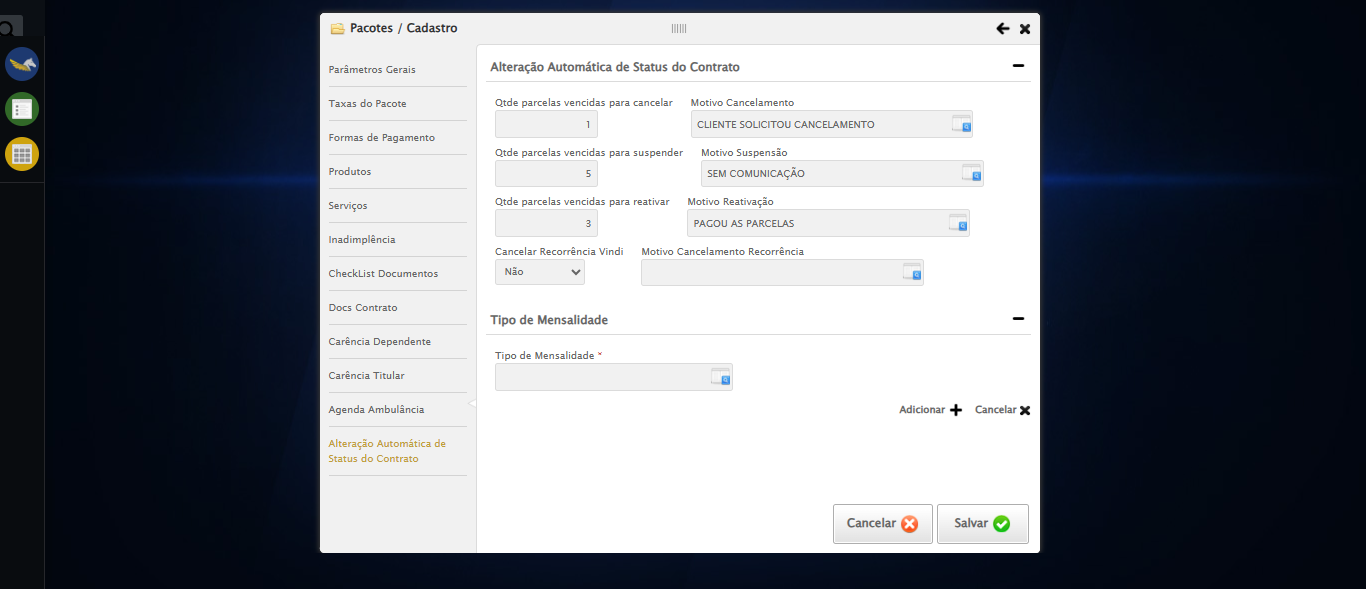 Pacotes / Cadastro
Parâmetros Gerais
Taxas do Pacote
Formas de Pagamento
Produtos
Serviços
Inadimplência
CheckList Documentos
Docs Contrato
Carência Dependente
Carência Titular
Agenda Ambulância
Alteração Automática de
Status do Contrato
Alteração Automática de Status do Contrato
Qtde parcelas vencidas para cancelar
Motivo Cancelamento
1
CLIENTE SOLICITOU CANCELAMENTO
Qtde parcelas vencidas para suspender
Motivo Suspensão
5
SEM COMUNICAÇÃO
Qtde parcelas vencidas para reativar
Motivo Reativação
3
PAGOU AS PARCELAS
Cancelar Recorrência Vindi
Motivo Cancelamento Recorrência
Não
Tipo de Mensalidade
Tipo de Mensalidade *
Adicionar
Cancelar
Cancelar
Salvar